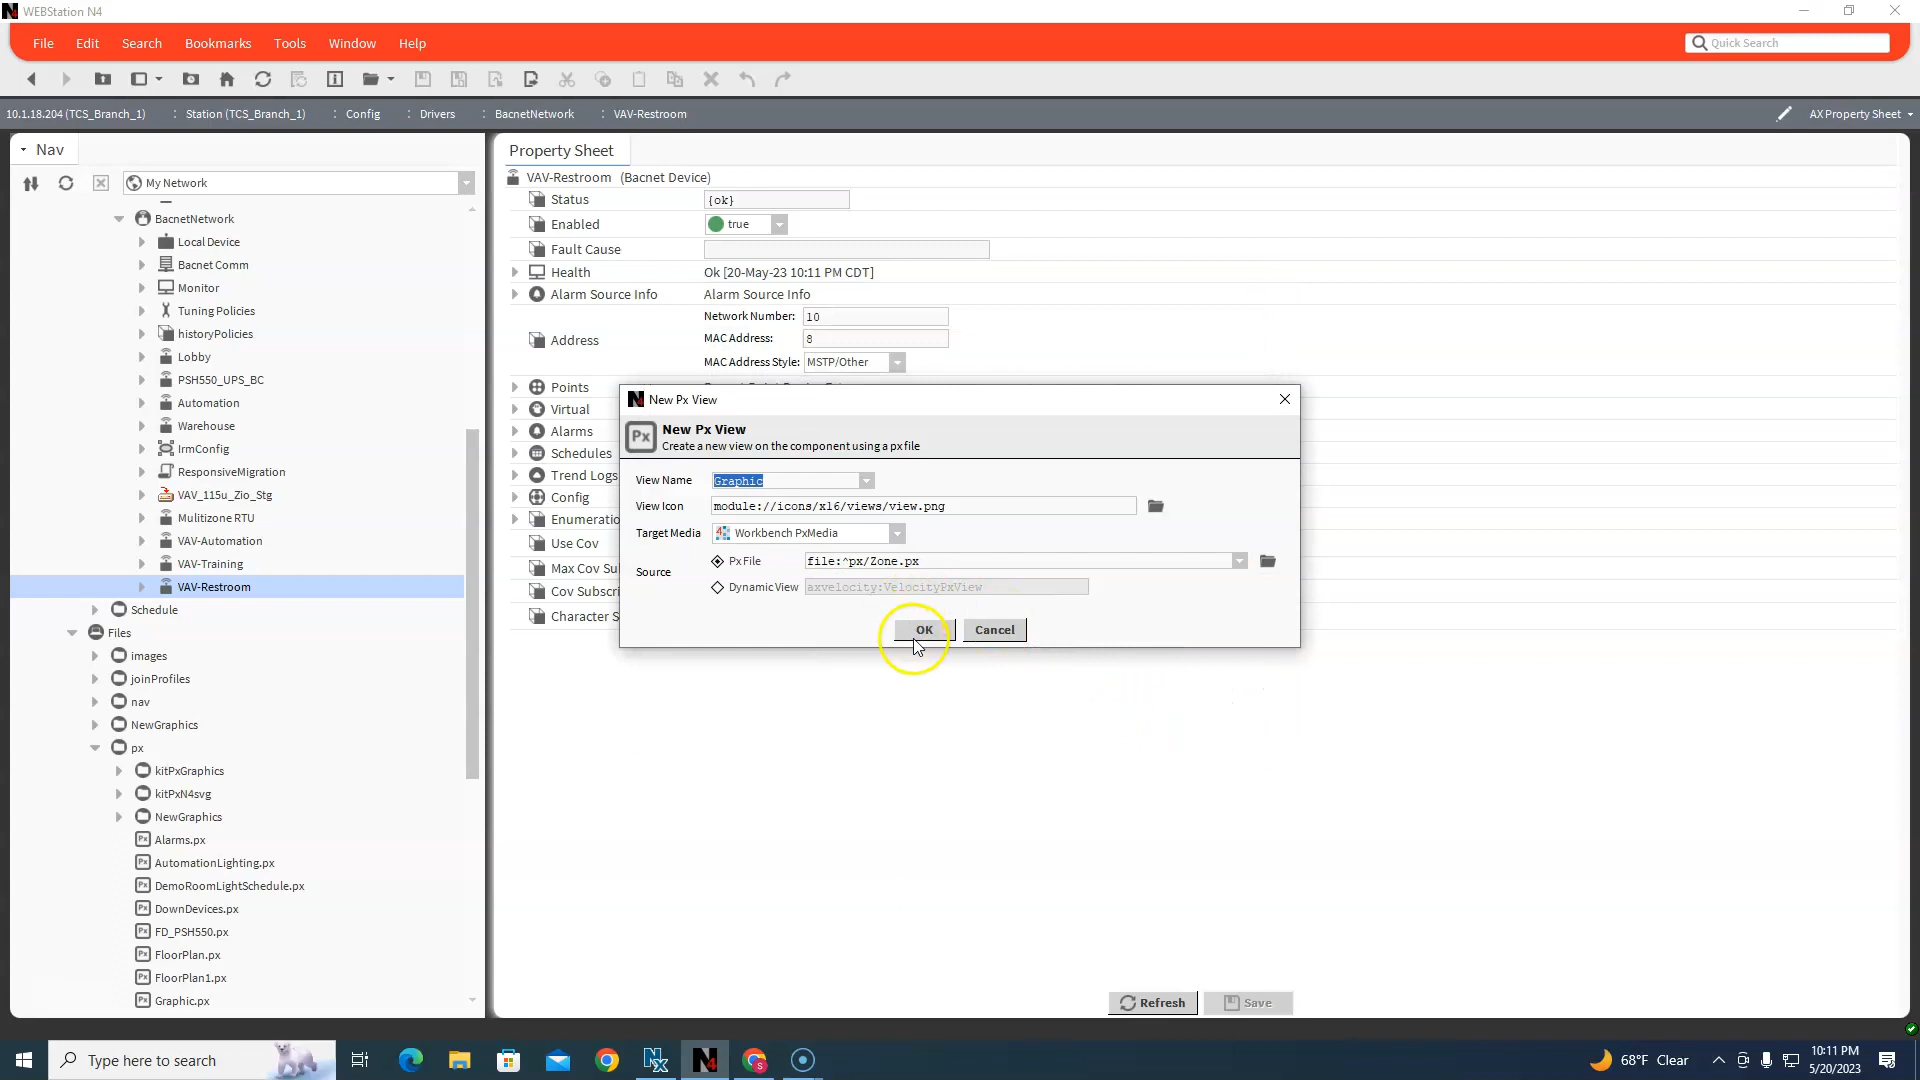 WEBStation N4
File Edit Search Bookmarks Tools Window Help
Quick Search
10.1.18.204 (TCS_Branch_1) : Station (TCS_Branch_1) : Config : Drivers : BacnetNetwork : VAV-Restroom
AX Property Sheet
Nav
My Network
BacnetNetwork
Local Device
Bacnet Comm
Monitor
Tuning Policies
historyPolicies
Lobby
PSH550_UPS_BC
Automation
Warehouse
IrmConfig
ResponsiveMigration
VAV_115u_Zio_Stg
Mulitizone RTU
VAV-Automation
VAV-Training
VAV-Restroom
Schedule
Files
images
joinProfiles
nav
NewGraphics
px
kitPxGraphics
kitPxN4svg
NewGraphics
Alarms.px
AutomationLighting.px
DemoRoomLightSchedule.px
DownDevices.px
FD_PSH550.px
FloorPlan.px
FloorPlan1.px
Graphic.px
Property Sheet
VAV-Restroom (Bacnet Device)
Status {ok}
Enabled true
Fault Cause
Health Ok [20-May-23 10:11 PM CDT]
Alarm Source Info Alarm Source Info
Address
Network Number: 10
MAC Address: 8
MAC Address Style: MSTP/Other
Points
Virtual
Alarms
Schedules
Trend Logs
Config
Enumeratio
Use Cov
Max Cov Su
Cov Subscri
Character S
New Px View
New Px View
Px Create a new view on the component using a px file
View Name Graphic
View Icon module://icons/x16/views/view.png
Target Media Workbench PxMedia
Source
Px File file:^px/Zone.px
Dynamic View axvelocity:VelocityPxView
OK Cancel
Refresh Save
Type here to search
68°F Clear
10:11 PM
5/20/2023